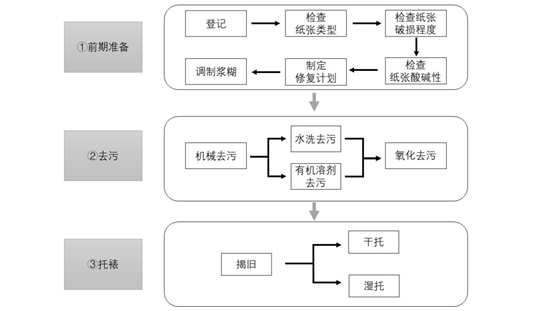 ①前期准备
登记
检查
纸张类型
检查纸张
破损程度
检查
纸张酸碱性
制定
修复计划
调制浆糊
②去污
机械去污
水洗去污
有机溶剂
去污
氧化去污
③托裱
揭旧
干托
湿托